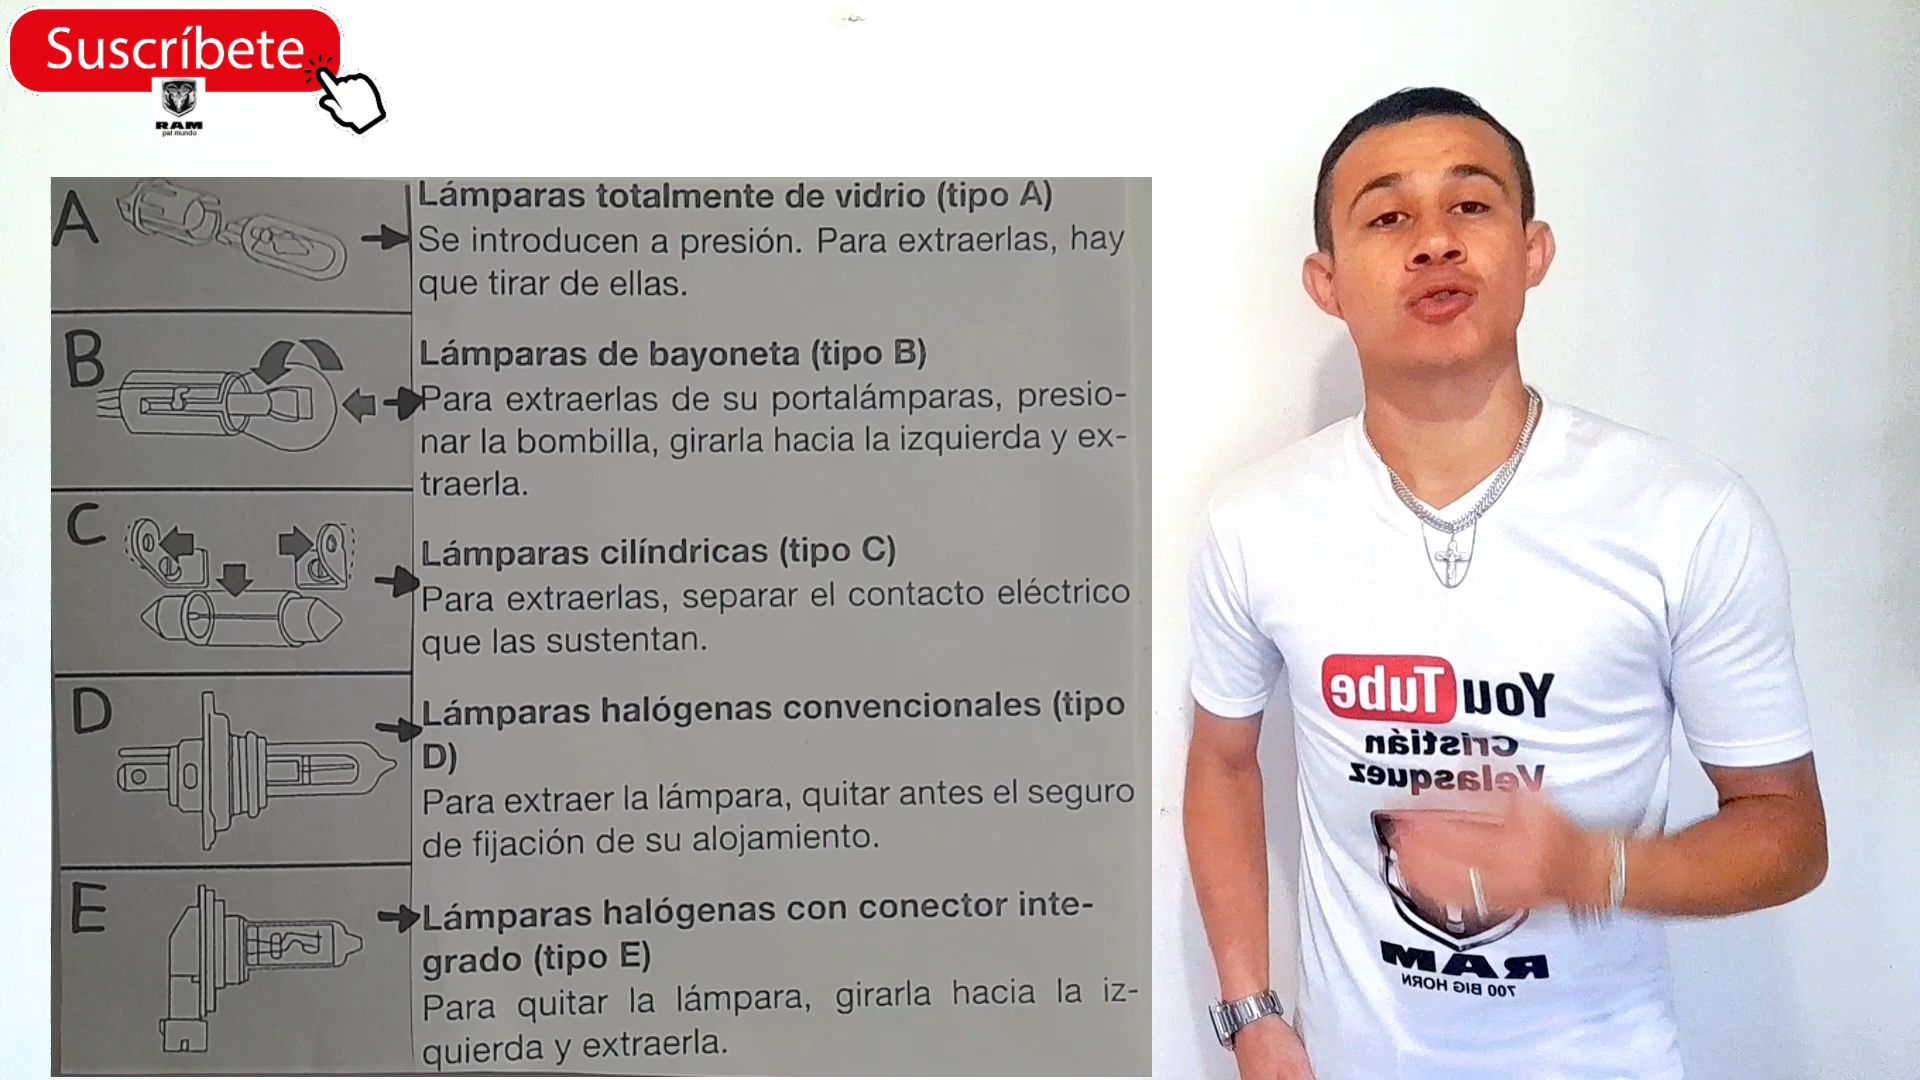 Suscríbete
RAM
pal mundo
A
Lámparas totalmente de vidrio (tipo A)
Se introducen a presión. Para extraerlas, hay
que tirar de ellas.
B
Lámparas de bayoneta (tipo B)
Para extraerlas de su portalámparas, presio-
nar la bombilla, girarla hacia la izquierda y ex-
traerla.
C
Lámparas cilíndricas (tipo C)
Para extraerlas, separar el contacto eléctrico
que las sustentan.
D
Lámparas halógenas convencionales (tipo
D)
Para extraer la lámpara, quitar antes el seguro
de fijación de su alojamiento.
E
Lámparas halógenas con conector inte-
grado (tipo E)
Para quitar la lámpara, girarla hacia la iz-
quierda y extraerla.
YouTube
Cristián
Velasquez
RAM
700 BIG HORN